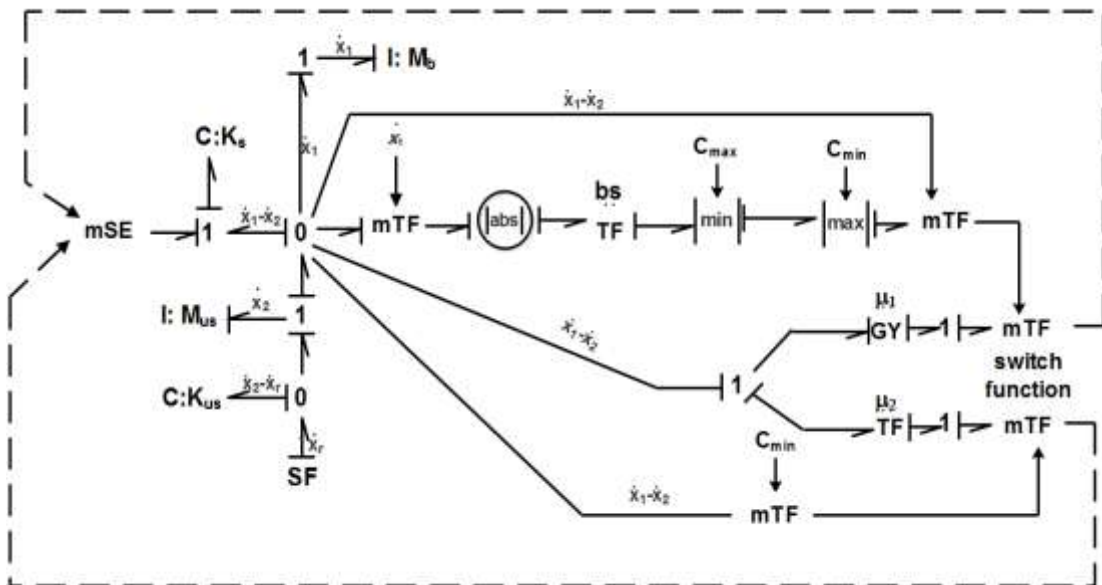 1
ẋ₁
I: M_b
ẋ₁-ẋ₂
C:K_s
ẋ₁
ẋ₁
C_max
C_min
bs
mSE
1
ẋ₁-ẋ₂
0
mTF
|abs|
TF
min
max
mTF
I: M_us
ẋ₂
1
ẋ₁-ẋ₂
μ₁
GY
1
mTF
switch
function
1
C:K_us
ẋ₂-ẋ_r
0
μ₂
TF
1
mTF
ẋ_r
SF
C_min
ẋ₁-ẋ₂
mTF